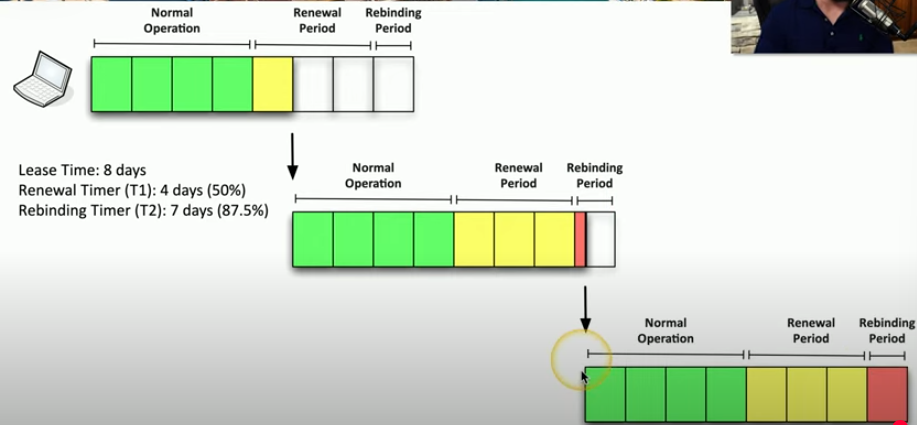 Normal
Operation
Renewal
Period
Rebinding
Period
Lease Time: 8 days
Renewal Timer (T1): 4 days (50%)
Rebinding Timer (T2): 7 days (87.5%)
Normal
Operation
Renewal
Period
Rebinding
Period
Normal
Operation
Renewal
Period
Rebinding
Period